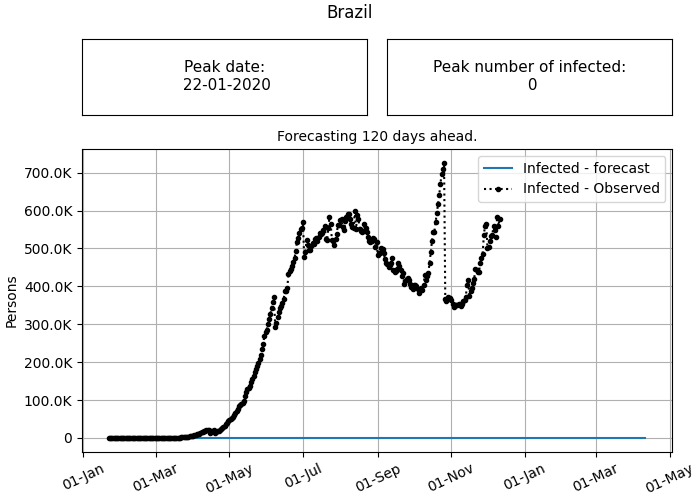 Brazil
Peak date:
22-01-2020
Peak number of infected:
0
Forecasting 120 days ahead.
Infected - forecast
Infected - Observed
700.0K
600.0K
500.0K
400.0K
300.0K
200.0K
100.0K
0
Persons
01-Jan
01-Mar
01-May
01-Jul
01-Sep
01-Nov
01-Jan
01-Mar
01-May